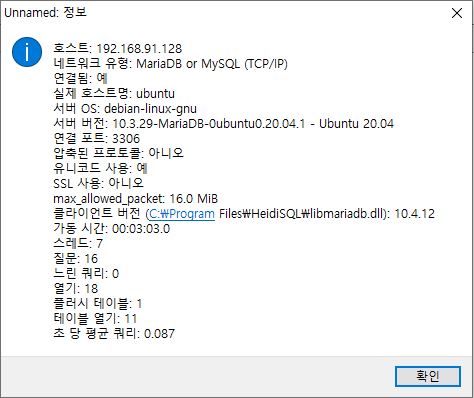 Unnamed: 정보
호스트: 192.168.91.128
네트워크 유형: MariaDB or MySQL (TCP/IP)
연결됨: 예
실제 호스트명: ubuntu
서버 OS: debian-linux-gnu
서버 버전: 10.3.29-MariaDB-0ubuntu0.20.04.1 - Ubuntu 20.04
연결 포트: 3306
압축된 프로토콜: 아니오
유니코드 사용: 예
SSL 사용: 아니오
max_allowed_packet: 16.0 MiB
클라이언트 버전 (C:₩Program Files₩HeidiSQL₩libmariadb.dll): 10.4.12
가동 시간: 00:03:03.0
스레드: 7
질문: 16
느린 쿼리: 0
열기: 18
플러시 테이블: 1
테이블 열기: 11
초 당 평균 쿼리: 0.087
확인